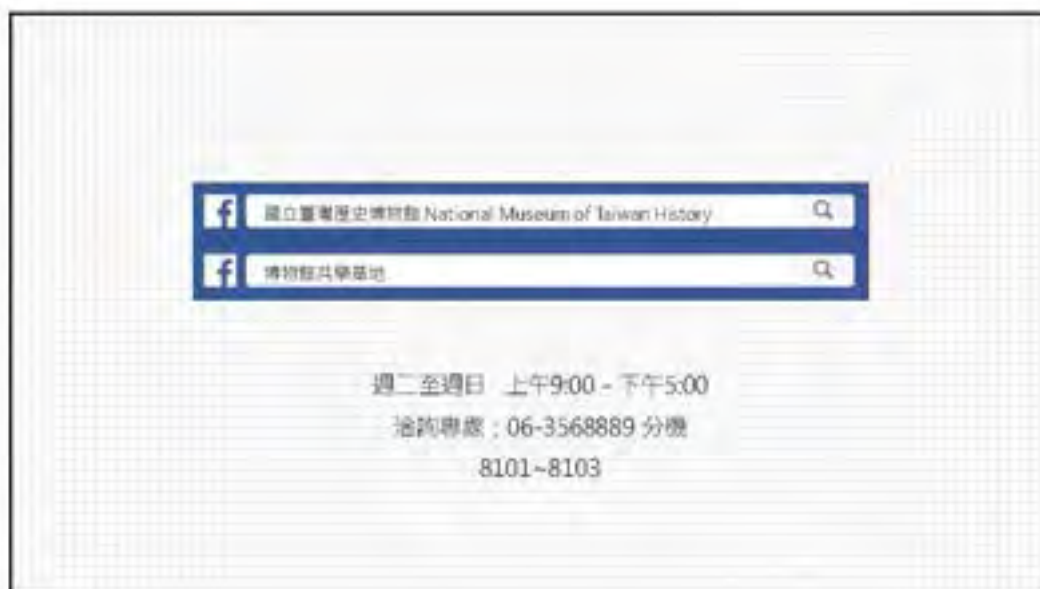 國立臺灣歷史博物館 National Museum of Taiwan History
博物館共學基地
週二至週日 上午9:00 - 下午5:00
洽詢專線：06-3568889 分機
8101~8103